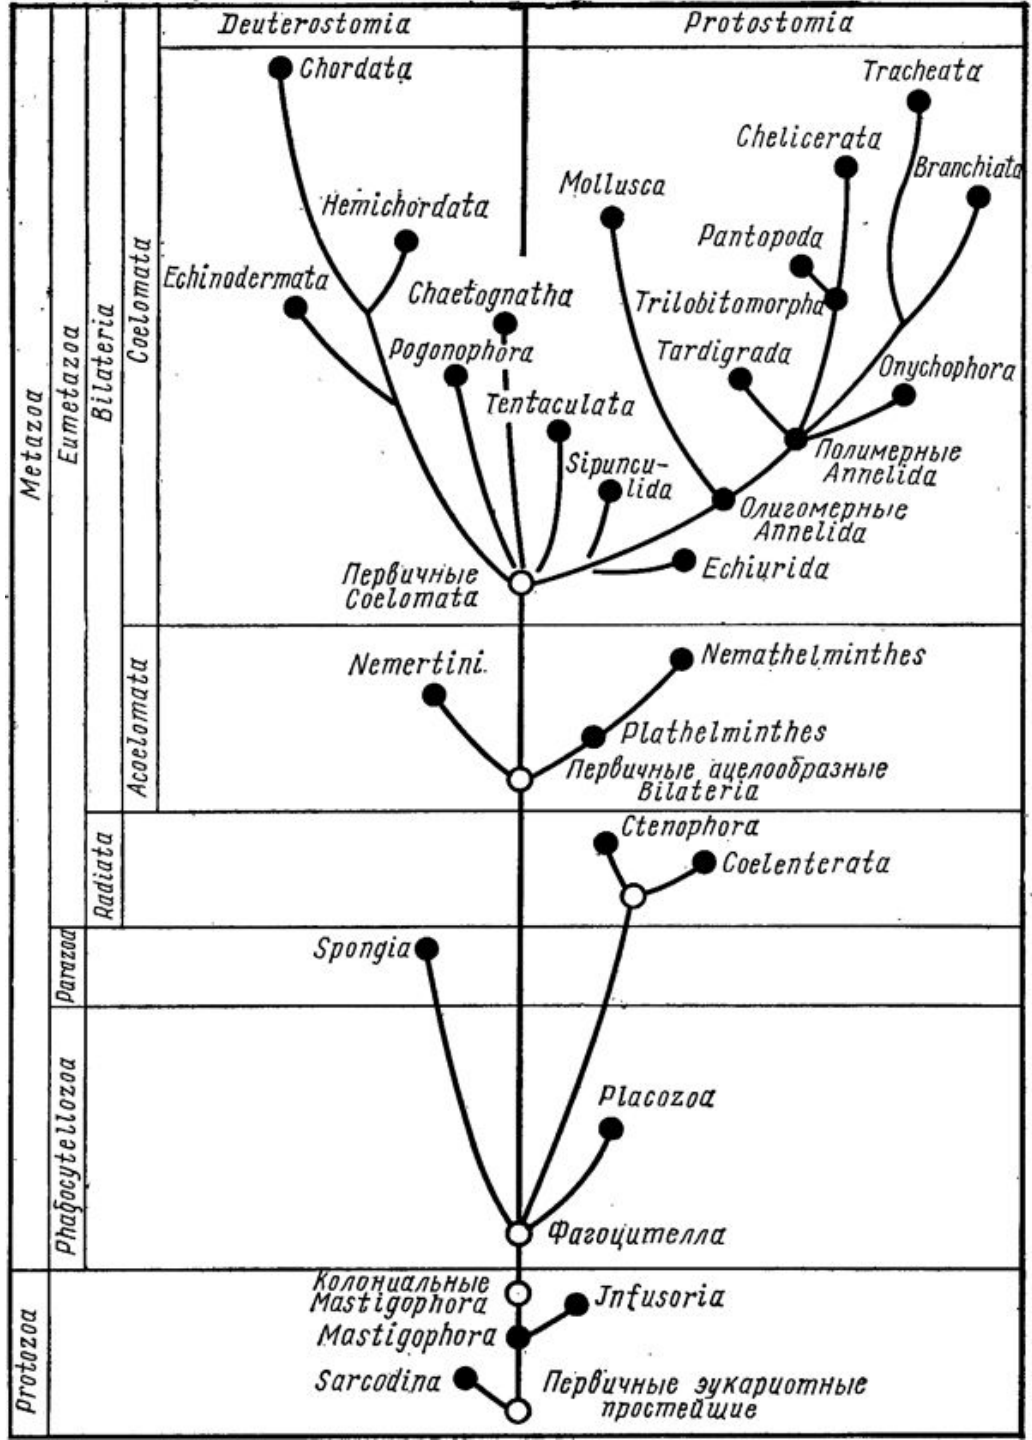 Deuterostomia
Protostomia
Chordata
Tracheata
Chelicerata
Branchiata
Mollusca
Hemichordata
Pantopoda
Echinodermata
Chaetognatha
Trilobitomorpha
Pogonophora
Tardigrada
Onychophora
Tentaculata
Полимерные
Annelida
Sipuncu-
lida
Олигомерные
Annelida
Echiurida
Первичные
Coelomata
Nemertini.
Nemathelminthes
Plathelminthes
Первичные ацелообразные
Bilateria
Ctenophora
Coelenterata
Spongia
Placozoa
Фагоцителла
Колониальные
Mastigophora
Jnfusoria
Mastigophora
Sarcodina
Первичные эукариотные
простейшие
Metazoa
Eumetazoa
Bilateria
Coelomata
Acoelomata
Radiata
Parazoa
Phagocytellozoa
Protozoa